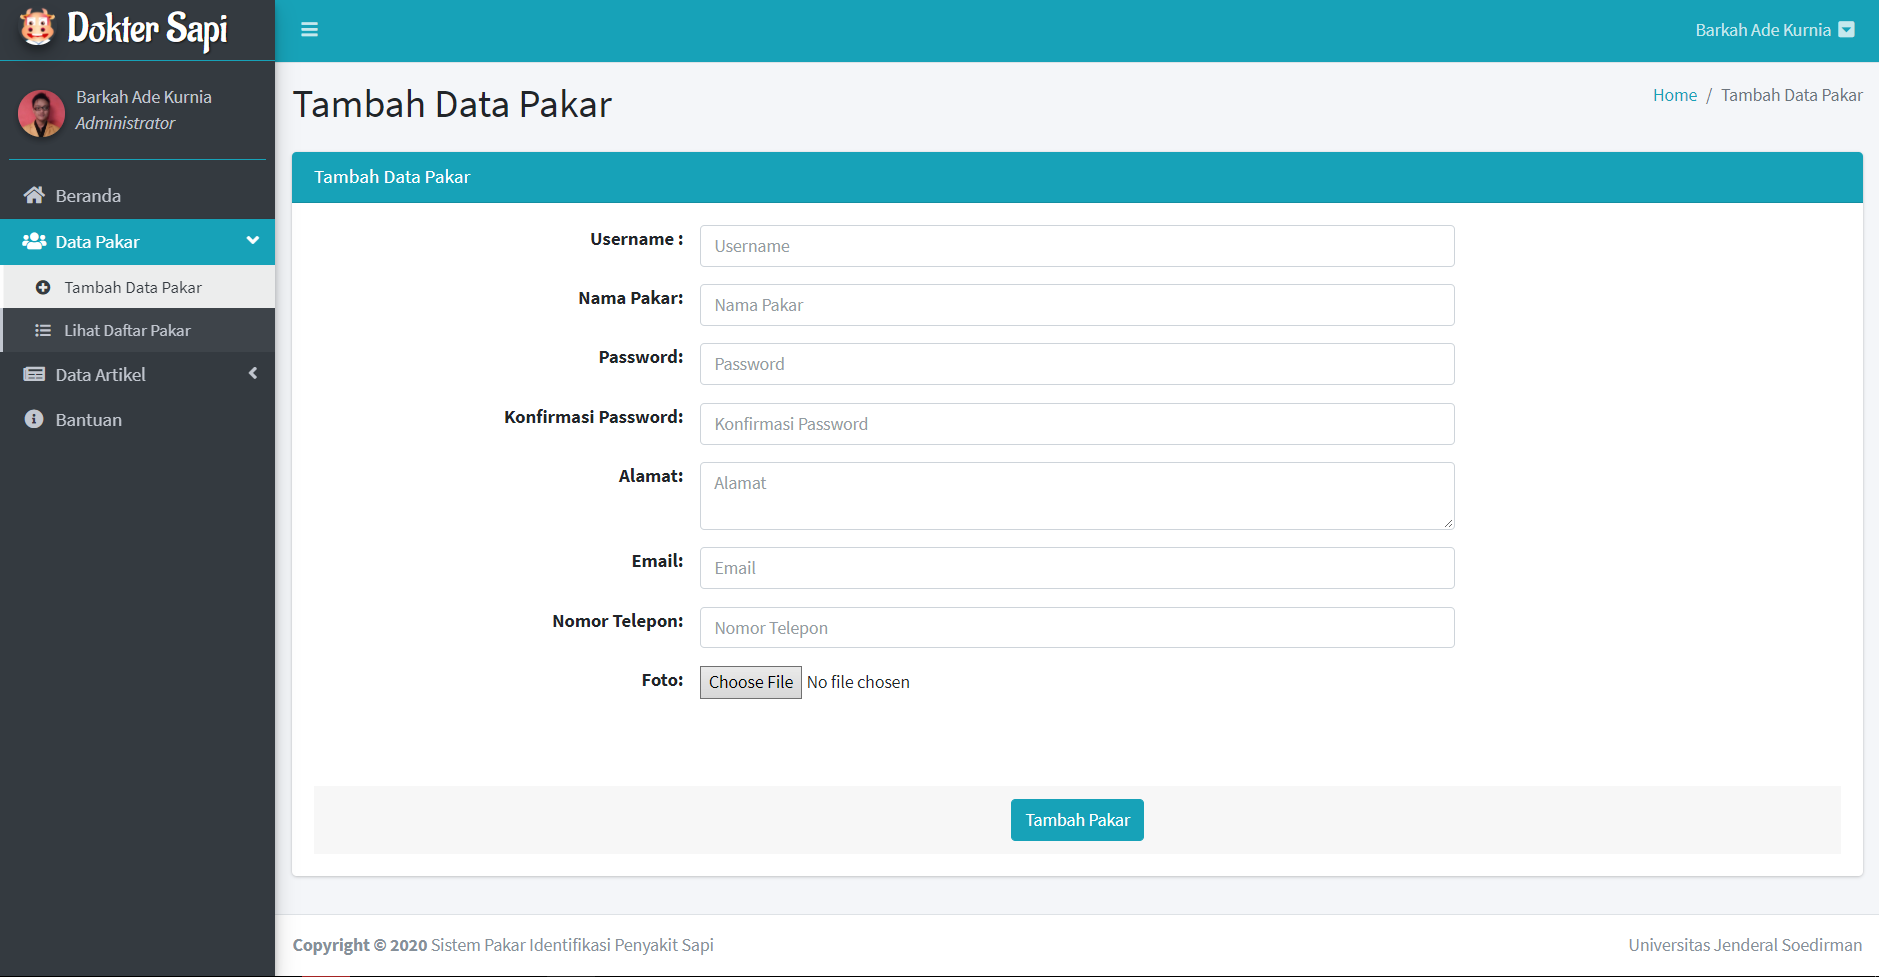 Dokter Sapi
Barkah Ade Kurnia
Barkah Ade Kurnia
Administrator
Beranda
Data Pakar
Tambah Data Pakar
Lihat Daftar Pakar
Data Artikel
Bantuan
Tambah Data Pakar
Home / Tambah Data Pakar
Tambah Data Pakar
Username : Username
Nama Pakar: Nama Pakar
Password: Password
Konfirmasi Password: Konfirmasi Password
Alamat: Alamat
Email: Email
Nomor Telepon: Nomor Telepon
Foto: Choose File No file chosen
Tambah Pakar
Copyright © 2020 Sistem Pakar Identifikasi Penyakit Sapi
Universitas Jenderal Soedirman